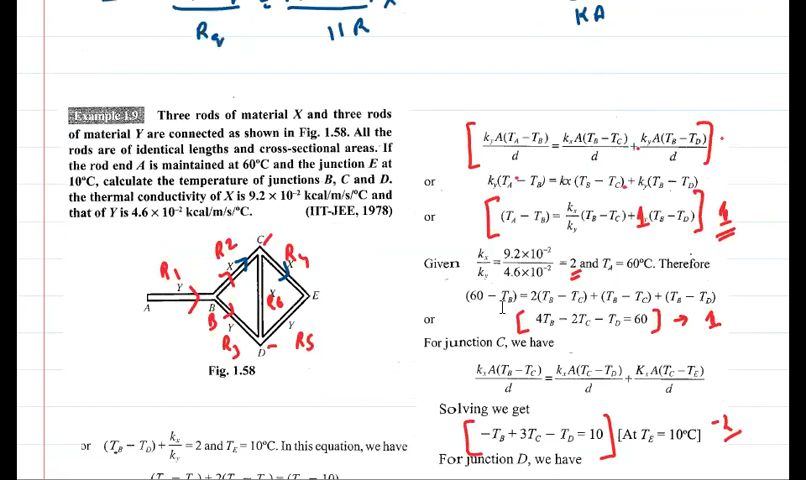 Rq
11R
KA
Example 1.9 Three rods of material X and three rods
of material Y are connected as shown in Fig. 1.58. All the
rods are of identical lengths and cross-sectional areas. If
the rod end A is maintained at 60°C and the junction E at
10°C, calculate the temperature of junctions B, C and D.
the thermal conductivity of X is 9.2 × 10⁻² kcal/m/s/°C and
that of Y is 4.6 × 10⁻² kcal/m/s/°C. (IIT-JEE, 1978)
C
R2
R4
R1
X
X
Y
X
R6
E
A
B
B
Y
Y
R3
R5
D
Fig. 1.58
or (T_B − T_D) + k_x/k_y = 2 and T_E = 10°C. In this equation, we have
[ k_yA(T_A − T_B)/d = k_xA(T_B − T_C)/d + k_yA(T_B − T_D)/d ]
or k_y(T_A − T_B) = kx (T_B − T_C) + k_y(T_B − T_D)
or [ (T_A − T_B) = k_x/k_y (T_B − T_C) + 1 (T_B − T_D) ]
Given k_x/k_y = 9.2×10⁻²/4.6×10⁻² = 2 and T_A = 60°C. Therefore
(60 − T_B) = 2(T_B − T_C) + (T_B − T_C) + (T_B − T_D)
or [ 4T_B − 2T_C − T_D = 60 ] → 1
For junction C, we have
k_xA(T_B − T_C)/d = k_xA(T_C − T_D)/d + K_xA(T_C − T_E)/d
Solving we get
[ −T_B + 3T_C − T_D = 10 ] [At T_E = 10°C] −2
For junction D, we have